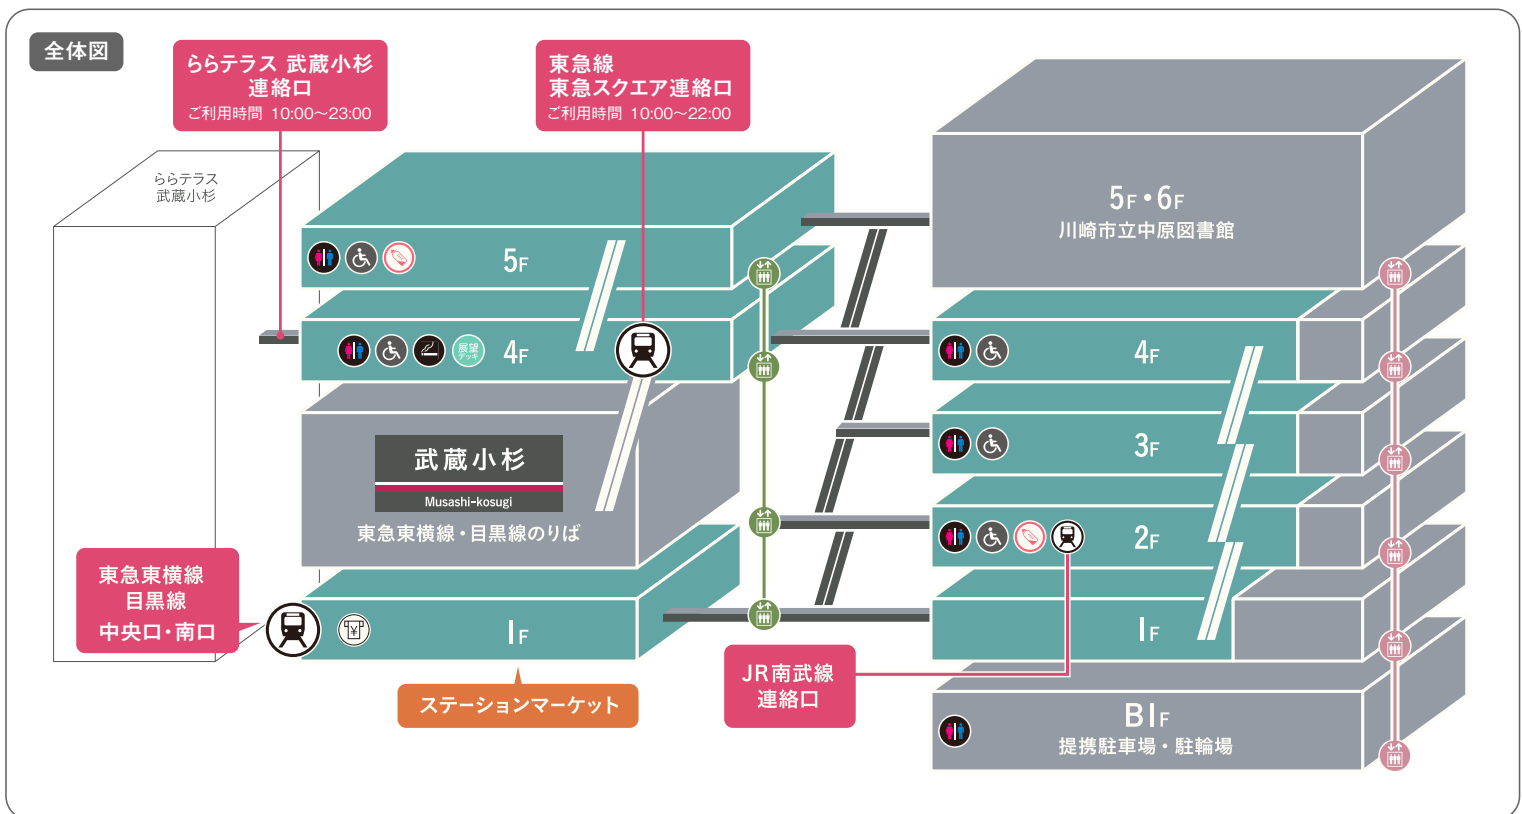 全体図
ららテラス 武蔵小杉
連絡口
ご利用時間 10:00〜23:00
東急線
東急スクエア連絡口
ご利用時間 10:00〜22:00
ららテラス
武蔵小杉
5F
展望
デッキ
4F
武蔵小杉
Musashi-kosugi
東急東横線・目黒線のりば
東急東横線
目黒線
中央口・南口
¥
1F
ステーションマーケット
5F・6F
川崎市立中原図書館
4F
3F
2F
1F
JR南武線
連絡口
B1F
提携駐車場・駐輪場